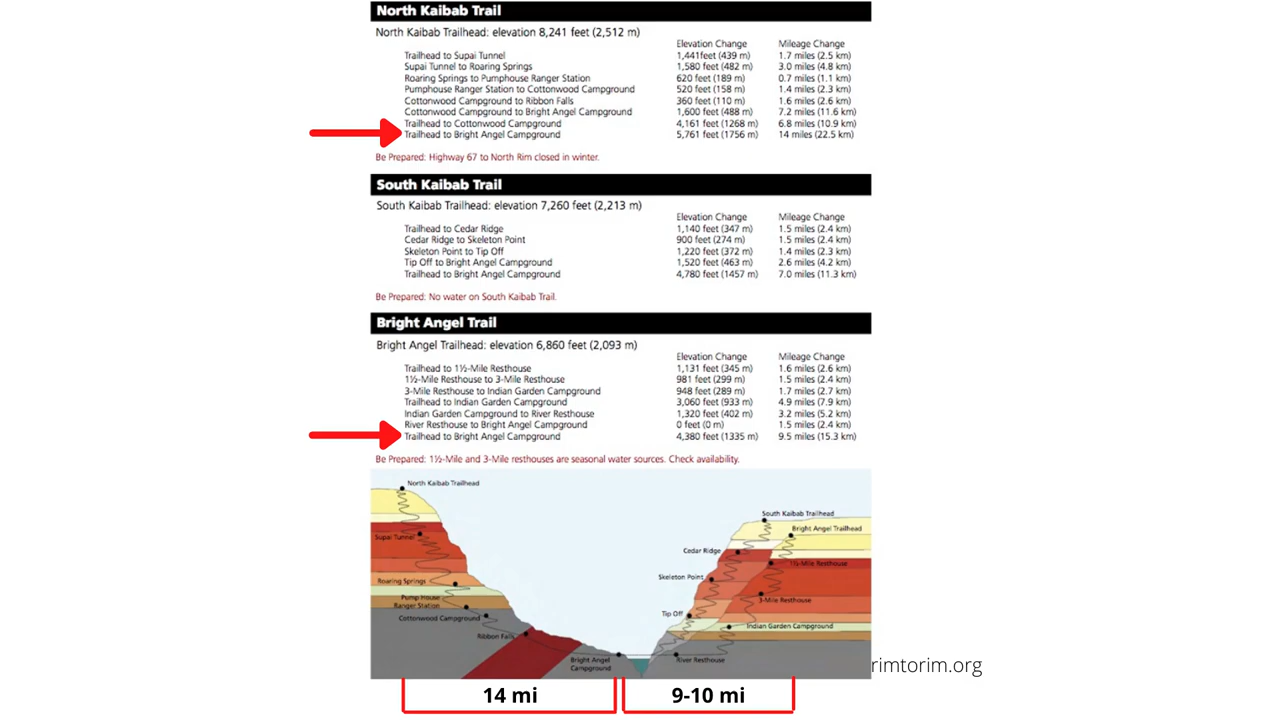 North Kaibab Trail
North Kaibab Trailhead: elevation 8,241 feet (2,512 m)
Elevation Change Mileage Change
Trailhead to Supai Tunnel 1,441feet (439 m) 1.7 miles (2.5 km)
Supai Tunnel to Roaring Springs 1,580 feet (482 m) 3.0 miles (4.8 km)
Roaring Springs to Pumphouse Ranger Station 620 feet (189 m) 0.7 miles (1.1 km)
Pumphouse Ranger Station to Cottonwood Campground 520 feet (158 m) 1.4 miles (2.3 km)
Cottonwood Campground to Ribbon Falls 360 feet (110 m) 1.6 miles (2.6 km)
Cottonwood Campground to Bright Angel Campground 1,600 feet (488 m) 7.2 miles (11.6 km)
Trailhead to Cottonwood Campground 4,161 feet (1268 m) 6.8 miles (10.9 km)
Trailhead to Bright Angel Campground 5,761 feet (1756 m) 14 miles (22.5 km)
Be Prepared: Highway 67 to North Rim closed in winter.
South Kaibab Trail
South Kaibab Trailhead: elevation 7,260 feet (2,213 m)
Elevation Change Mileage Change
Trailhead to Cedar Ridge 1,140 feet (347 m) 1.5 miles (2.4 km)
Cedar Ridge to Skeleton Point 900 feet (274 m) 1.5 miles (2.4 km)
Skeleton Point to Tip Off 1,220 feet (372 m) 1.4 miles (2.3 km)
Tip Off to Bright Angel Campground 1,520 feet (463 m) 2.6 miles (4.2 km)
Trailhead to Bright Angel Campground 4,780 feet (1457 m) 7.0 miles (11.3 km)
Be Prepared: No water on South Kaibab Trail.
Bright Angel Trail
Bright Angel Trailhead: elevation 6,860 feet (2,093 m)
Elevation Change Mileage Change
Trailhead to 1½-Mile Resthouse 1,131 feet (345 m) 1.6 miles (2.6 km)
1½-Mile Resthouse to 3-Mile Resthouse 981 feet (299 m) 1.5 miles (2.4 km)
3-Mile Resthouse to Indian Garden Campground 948 feet (289 m) 1.7 miles (2.7 km)
Trailhead to Indian Garden Campground 3,060 feet (933 m) 4.9 miles (7.9 km)
Indian Garden Campground to River Resthouse 1,320 feet (402 m) 3.2 miles (5.2 km)
River Resthouse to Bright Angel Campground 0 feet (0 m) 1.5 miles (2.4 km)
Trailhead to Bright Angel Campground 4,380 feet (1335 m) 9.5 miles (15.3 km)
Be Prepared: 1½-Mile and 3-Mile resthouses are seasonal water sources. Check availability.
North Kaibab Trailhead
Supai Tunnel
Roaring Springs
Pump House
Ranger Station
Cottonwood Campground
Ribbon Falls
Bright Angel
Campground
South Kaibab Trailhead
Bright Angel Trailhead
Cedar Ridge
1½-Mile Resthouse
Skeleton Point
3-Mile Resthouse
Tip Off
Indian Garden Campground
River Resthouse
rimtorim.org
14 mi
9-10 mi